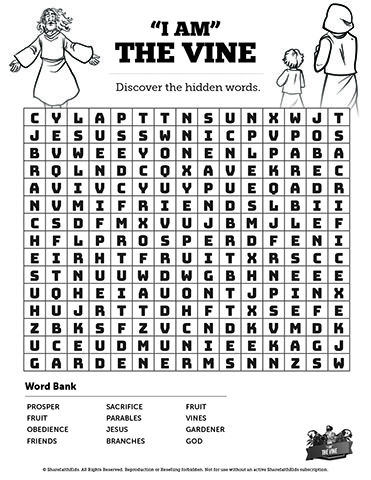 “I AM”
THE VINE
Discover the hidden words.
C Y L A P T T N S U N X W J T
J E S U S S W N I C P V P O S
B V W E E Y O N E N L P A B A
R Q L N D C Q X A V E K R E C
A V I V C Y U Y P U E Q A D R
N V M I F R I E N D S L B I I
C S D F M X V U J B M J L E F
H F L P R O S P E R D F E N I
E I R H T F R U I T X R S C C
S T N U U W D W G B H N E E E
U Q H E I A U O N T J P I N X
H U J R T T D H F T X S E F E
Z B K S F Z V C N D K V M D K
U C E U D M U N I E E K A G J
G A R D E N E R M S N N Z S W
Word Bank
PROSPER SACRIFICE FRUIT
FRUIT PARABLES VINES
OBEDIENCE JESUS GARDENER
FRIENDS BRANCHES GOD
"I AM"
THE VINE
© ShareFaithKids. All Rights Reserved. Reproduction or Reselling forbidden. Not for use without an active ShareFaithKids subscription.